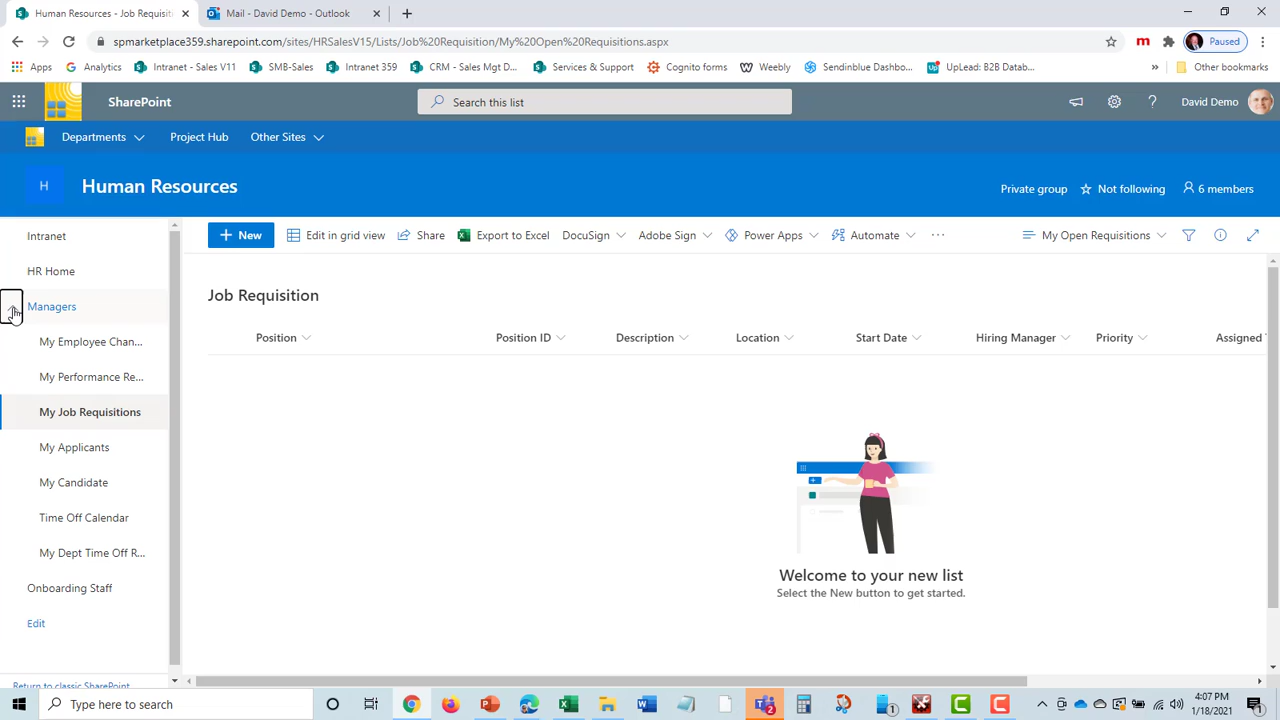 Human Resources - Job Requisiti
Mail - David Demo - Outlook
spmarketplace359.sharepoint.com/sites/HRSalesV15/Lists/Job%20Requisition/My%20Open%20Requisitions.aspx
Paused
Apps
Analytics
Intranet - Sales V11
SMB-Sales
Intranet 359
CRM - Sales Mgt D...
Services & Support
Cognito forms
Weebly
Sendinblue Dashbo...
UpLead: B2B Datab...
Other bookmarks
SharePoint
Search this list
David Demo
Departments
Project Hub
Other Sites
H
Human Resources
Private group
Not following
6 members
Intranet
HR Home
Managers
My Employee Chan...
My Performance Re...
My Job Requisitions
My Applicants
My Candidate
Time Off Calendar
My Dept Time Off R...
Onboarding Staff
Edit
Return to classic SharePoint
New
Edit in grid view
Share
Export to Excel
DocuSign
Adobe Sign
Power Apps
Automate
My Open Requisitions
Job Requisition
Position
Position ID
Description
Location
Start Date
Hiring Manager
Priority
Assigned
Welcome to your new list
Select the New button to get started.
Type here to search
4:07 PM
1/18/2021